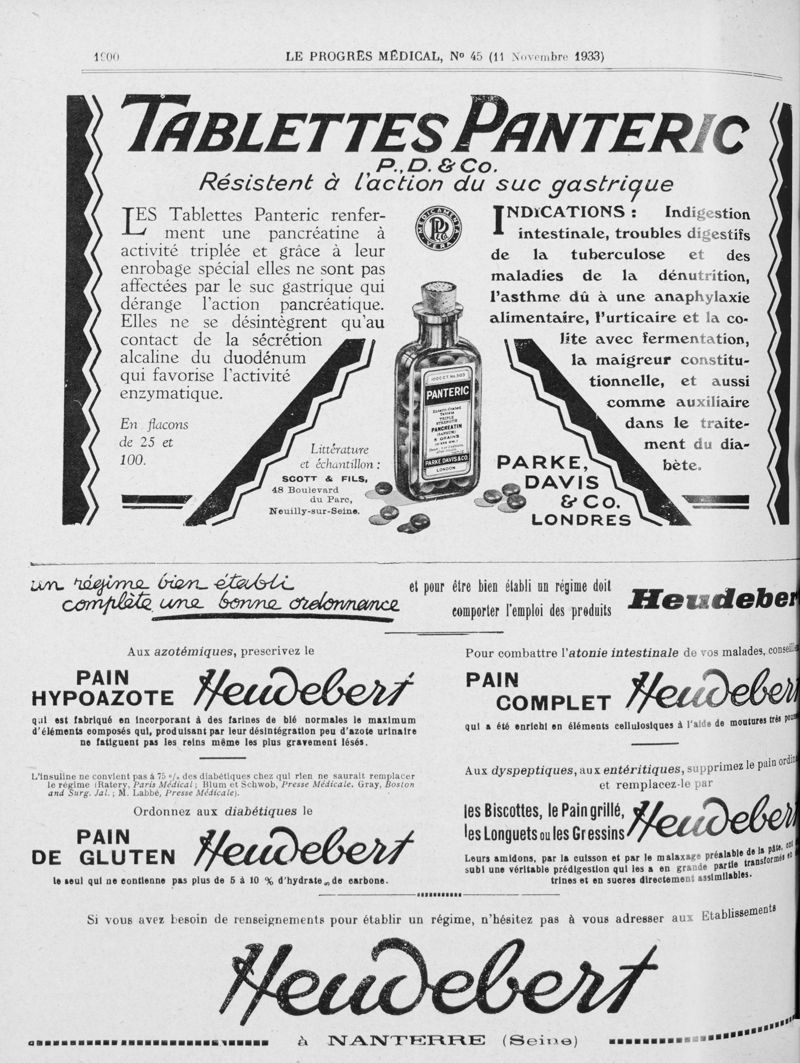 1900
LE PROGRÈS MÉDICAL, No 45 (11 Novembre 1933)
TABLETTES PANTERIC
P., D. & Co.
Résistent à l'action du suc gastrique
LES Tablettes Panteric renfer-
ment une pancréatine à
activité triplée et grâce à leur
enrobage spécial elles ne sont pas
affectées par le suc gastrique qui
dérange l'action pancréatique.
Elles ne se désintègrent qu'au
contact de la sécrétion
alcaline du duodénum
qui favorise l'activité
enzymatique.
En flacons
de 25 et
100.
Littérature
et échantillon :
SCOTT & FILS,
48 Boulevard
du Parc,
Neuilly-sur-Seine.
MEDICAMENTA
VERA
PANTERIC
TRIPLE
STRENGTH
PANCREATIN
5 GRAINS
PARKE DAVIS & CO.
LONDON
INDICATIONS : Indigestion
intestinale, troubles digestifs
de la tuberculose et des
maladies de la dénutrition,
l'asthme dû à une anaphylaxie
alimentaire, l'urticaire et la co-
lite avec fermentation,
la maigreur constitu-
tionnelle, et aussi
comme auxiliaire
dans le traite-
ment du dia-
bète.
PARKE,
DAVIS
& Co.
LONDRES
un régime bien établi
complète une bonne ordonnance
et pour être bien établi un régime doit
comporter l'emploi des produits
Heudeber
Aux azotémiques, prescrivez le
PAIN
HYPOAZOTE Heudebert
qui est fabriqué en incorporant à des farines de blé normales le maximum
d'éléments composés qui, produisant par leur désintégration peu d'azote urinaire
ne fatiguent pas les reins même les plus gravement lésés.
L'insuline ne convient pas à 75 % des diabétiques chez qui rien ne saurait remplacer
le régime (Ratery, Paris Médical ; Blum et Schwob, Presse Médicale. Gray, Boston
and Surg. Jal. ; M. Labbé, Presse Médicale).
Ordonnez aux diabétiques le
PAIN
DE GLUTEN Heudebert
le seul qui ne contienne pas plus de 5 à 10 % d'hydrate de carbone.
Pour combattre l'atonie intestinale de vos malades, conseille
PAIN
COMPLET Heudebert
qui a été enrichi en éléments cellulosiques à l'aide de moutures très
Aux dyspeptiques, aux entéritiques, supprimez le pain ordin
et remplacez-le par
les Biscottes, le Pain grillé,
les Longuets ou les Gressins Heudebert
Leurs amidons, par la cuisson et par le malaxage préalable de la pâte,
subi une véritable prédigestion qui les a en grande partie transformés
trines et en sucres directement assimilables.
Si vous avez besoin de renseignements pour établir un régime, n'hésitez pas à vous adresser aux Etablissements
Heudebert
à NANTERRE (Seine)